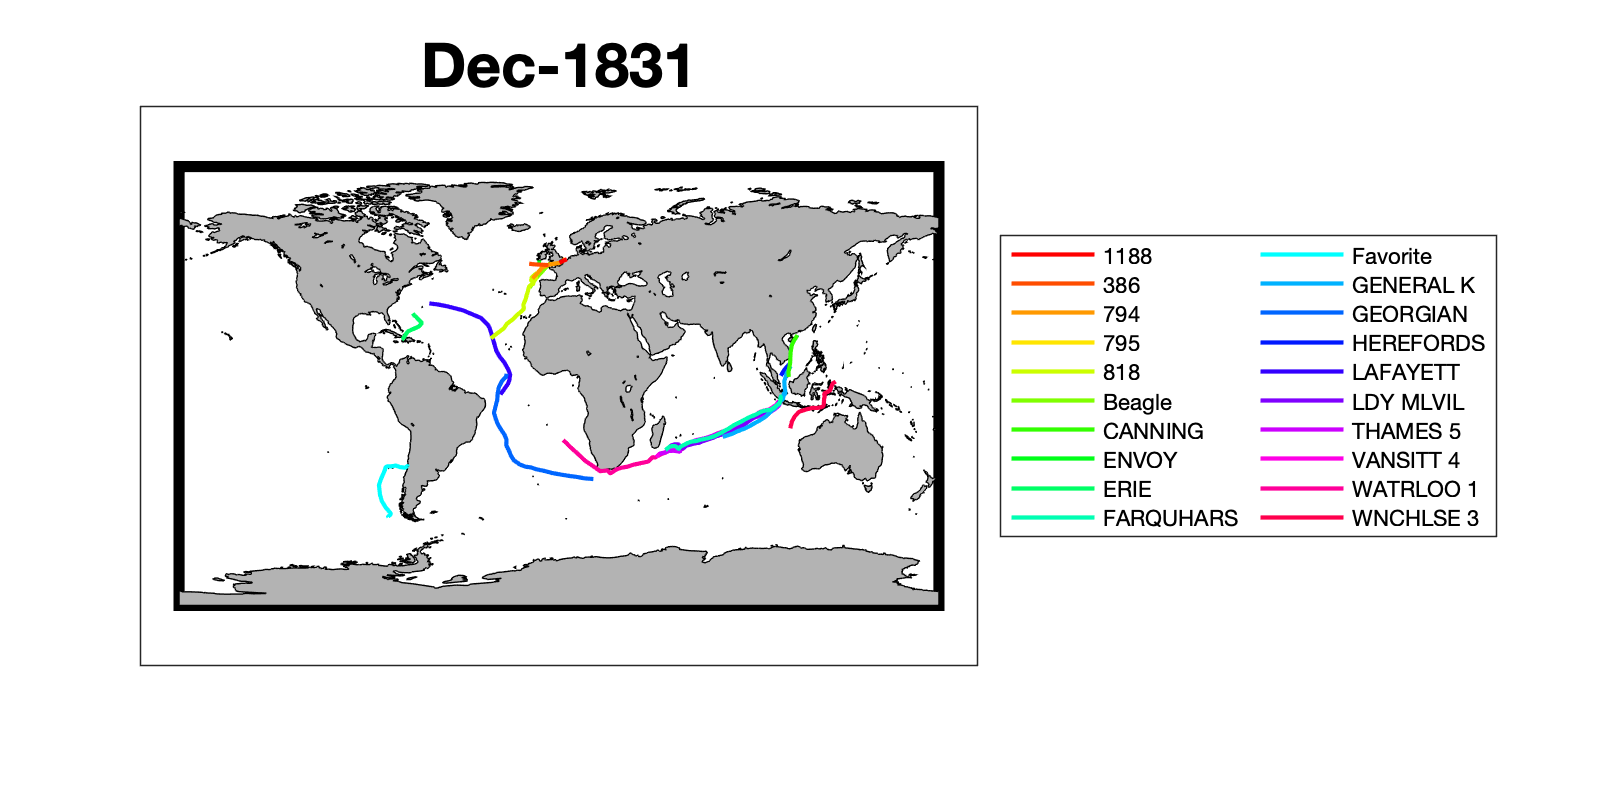 Dec-1831
1188
386
794
795
818
Beagle
CANNING
ENVOY
ERIE
FARQUHARS
Favorite
GENERAL K
GEORGIAN
HEREFORDS
LAFAYETT
LDY MLVIL
THAMES 5
VANSITT 4
WATRLOO 1
WNCHLSE 3